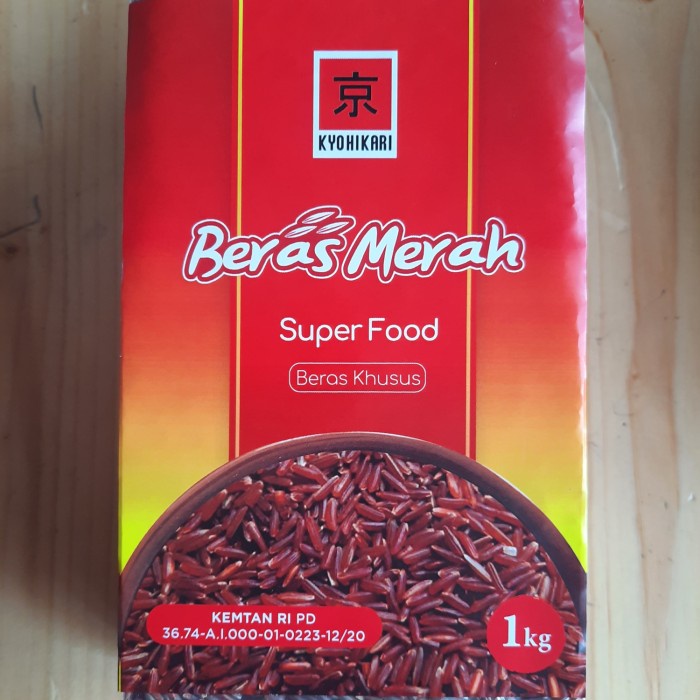 京
KYOHIKARI
Beras Merah
Super Food
Beras Khusus
KEMTAN RI PD
36.74-A.I.000-01-0223-12/20
1kg